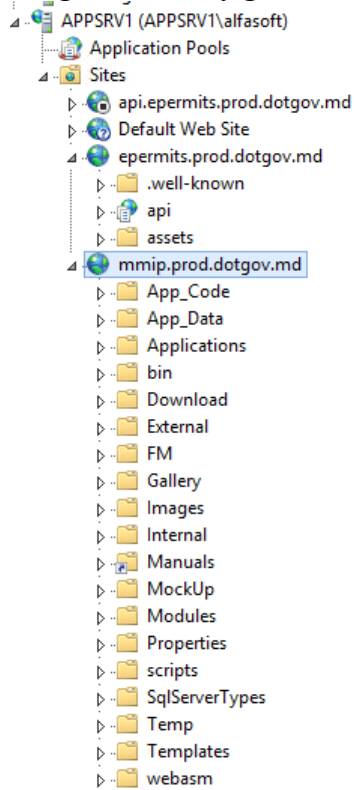 APPSRV1 (APPSRV1\alfasoft)
Application Pools
Sites
api.epermits.prod.dotgov.md
Default Web Site
epermits.prod.dotgov.md
.well-known
api
assets
mmip.prod.dotgov.md
App_Code
App_Data
Applications
bin
Download
External
FM
Gallery
Images
Internal
Manuals
MockUp
Modules
Properties
scripts
SqlServerTypes
Temp
Templates
webasm